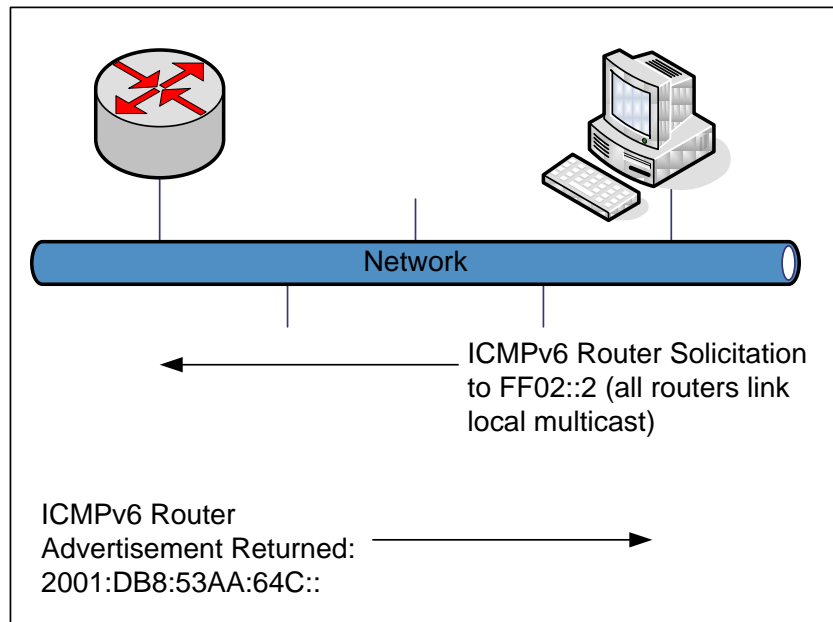 Network
ICMPv6 Router Solicitation
to FF02::2 (all routers link
local multicast)
ICMPv6 Router
Advertisement Returned:
2001:DB8:53AA:64C::